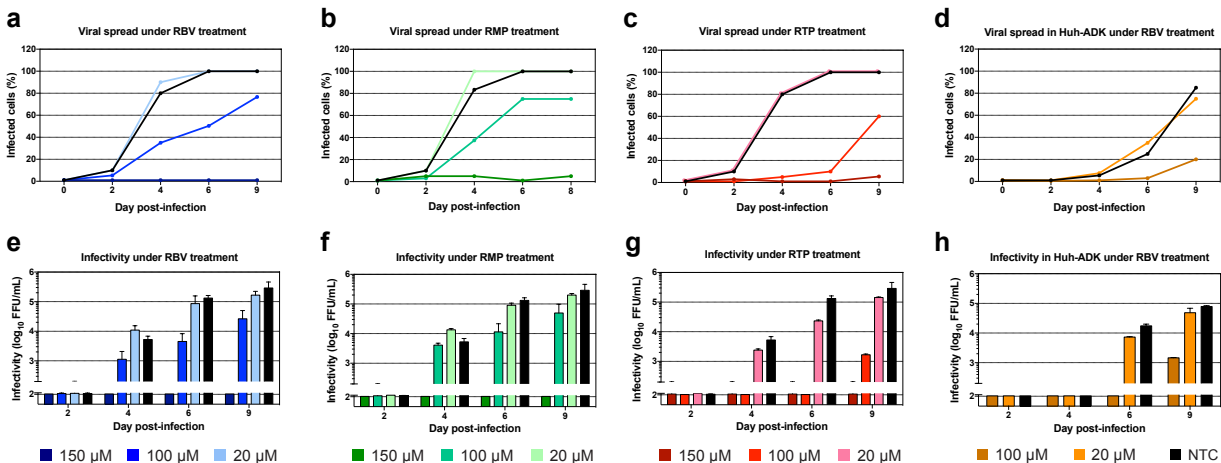 a
Viral spread under RBV treatment
Infected cells (%)
120
100
80
60
40
20
0 2 4 6 9
Day post-infection
b
Viral spread under RMP treatment
Infected cells (%)
120
100
80
60
40
20
0 2 4 6 8
Day post-infection
c
Viral spread under RTP treatment
Infected cells (%)
120
100
80
60
40
20
0 2 4 6 9
Day post-infection
d
Viral spread in Huh-ADK under RBV treatment
Infected cells (%)
120
100
80
60
40
20
0 2 4 6 9
Day post-infection
e
Infectivity under RBV treatment
Infectivity (log10 FFU/mL)
6
5
4
3
2
2 4 6 9
Day post-infection
f
Infectivity under RMP treatment
Infectivity (log10 FFU/mL)
6
5
4
3
2
2 4 6 9
Day post-infection
g
Infectivity under RTP treatment
Infectivity (log10 FFU/mL)
6
5
4
3
2
2 4 6 9
Day post-infection
h
Infectivity in Huh-ADK under RBV treatment
Infectivity (log10 FFU/mL)
6
5
4
3
2
2 4 6 9
Day post-infection
150 µM 100 µM 20 µM 150 µM 100 µM 20 µM 150 µM 100 µM 20 µM 100 µM 20 µM NTC